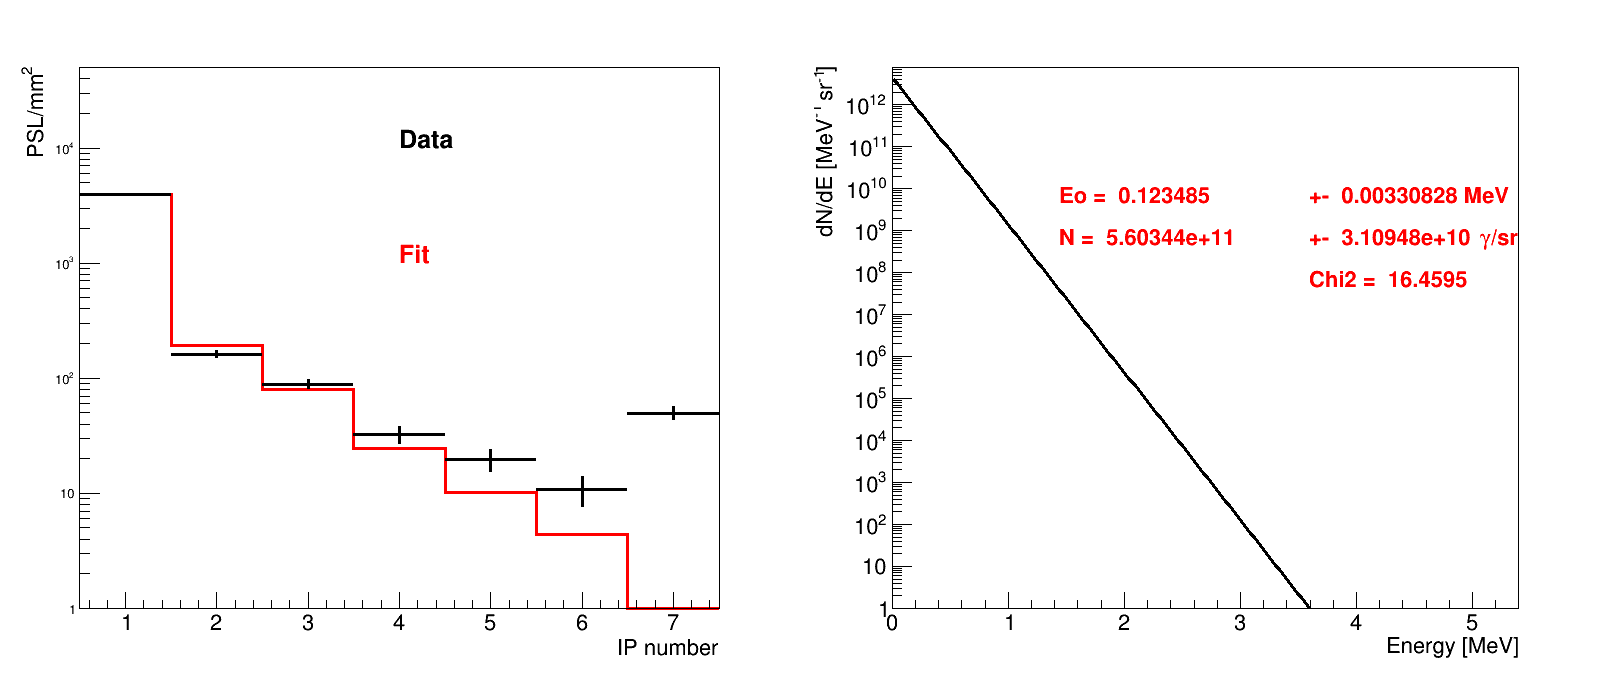 PSL/mm²
10⁴
10³
10²
10
1
Data
Fit
1 2 3 4 5 6 7
IP number
dN/dE [MeV⁻¹ sr⁻¹]
10¹²
10¹¹
10¹⁰
10⁹
10⁸
10⁷
10⁶
10⁵
10⁴
10³
10²
10
1
Eo = 0.123485 +- 0.00330828 MeV
N = 5.60344e+11 +- 3.10948e+10 γ/sr
Chi2 = 16.4595
0 1 2 3 4 5
Energy [MeV]